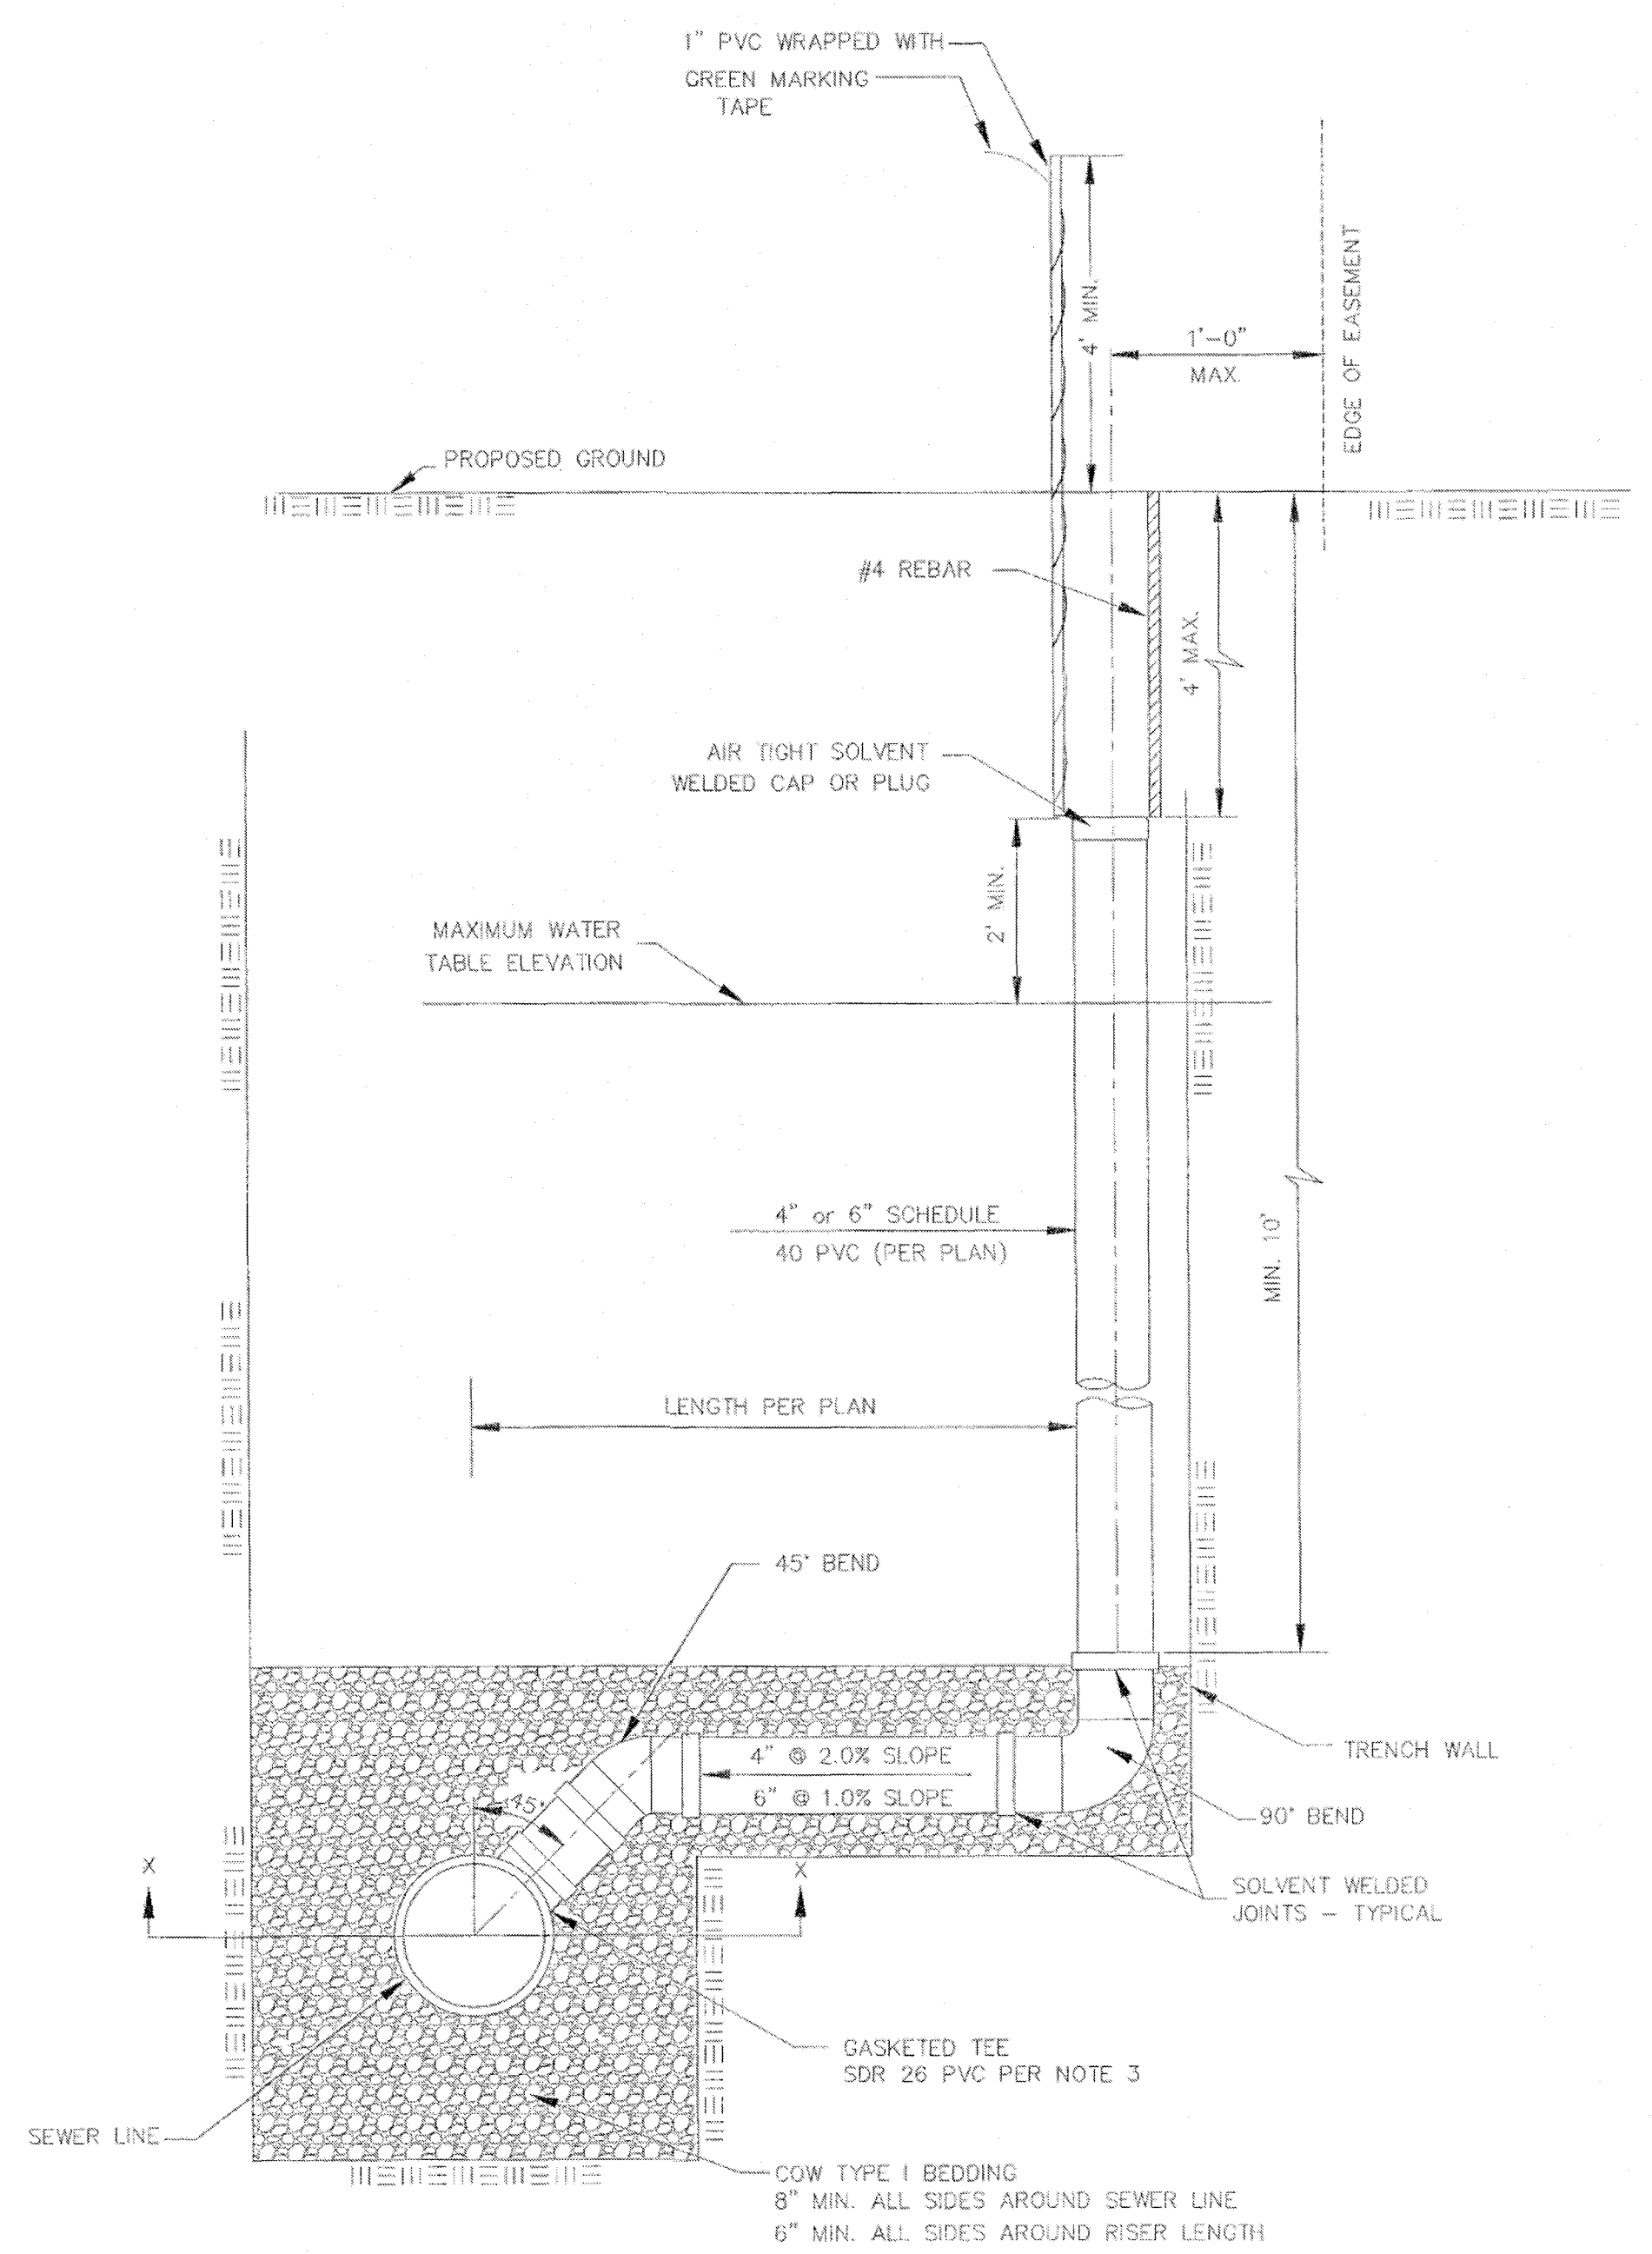 1" PVC WRAPPED WITH
GREEN MARKING
TAPE
4' MIN.
1'-0"
MAX.
EDGE OF EASEMENT
PROPOSED GROUND
#4 REBAR
4' MAX.
AIR TIGHT SOLVENT
WELDED CAP OR PLUG
2' MIN.
MAXIMUM WATER
TABLE ELEVATION
4" or 6" SCHEDULE
40 PVC (PER PLAN)
MIN. 10'
LENGTH PER PLAN
45° BEND
4" @ 2.0% SLOPE
6" @ 1.0% SLOPE
TRENCH WALL
45°
90° BEND
X
X
SOLVENT WELDED
JOINTS - TYPICAL
GASKETED TEE
SDR 26 PVC PER NOTE 3
SEWER LINE
COW TYPE I BEDDING
8" MIN. ALL SIDES AROUND SEWER LINE
6" MIN. ALL SIDES AROUND RISER LENGTH